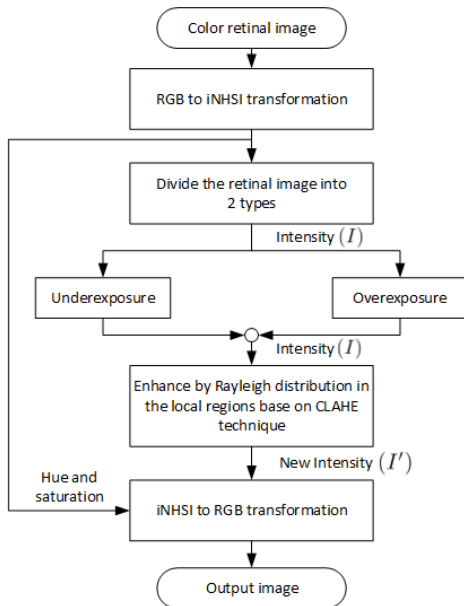 Color retinal image
RGB to iNHSI transformation
Divide the retinal image into
2 types
Intensity (I)
Underexposure
Overexposure
Intensity (I)
Enhance by Rayleigh distribution in
the local regions base on CLAHE
technique
New Intensity (I')
Hue and
saturation
iNHSI to RGB transformation
Output image